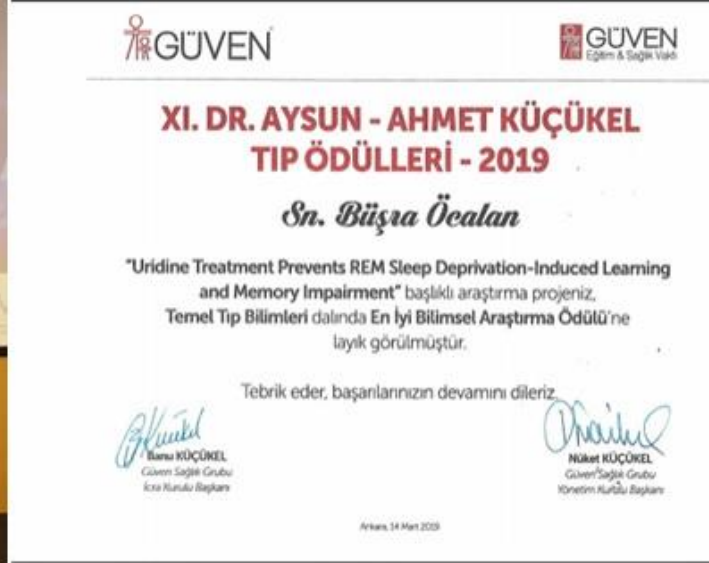 GÜVEN
GÜVEN
Eğitim & Sağlık Vakfı
XI. DR. AYSUN - AHMET KÜÇÜKEL
TIP ÖDÜLLERİ - 2019
Sn. Büşra Öcalan
"Uridine Treatment Prevents REM Sleep Deprivation-Induced Learning
and Memory Impairment" başlıklı araştırma projeniz,
Temel Tıp Bilimleri dalında En İyi Bilimsel Araştırma Ödülü'ne
layık görülmüştür.
Tebrik eder, başarılarınızın devamını dileriz.
Banu KÜÇÜKEL
Güven Sağlık Grubu
İcra Kurulu Başkanı
Nüket KÜÇÜKEL
Güven Sağlık Grubu
Yönetim Kurulu Başkanı
Ankara, 14 Mart 2019